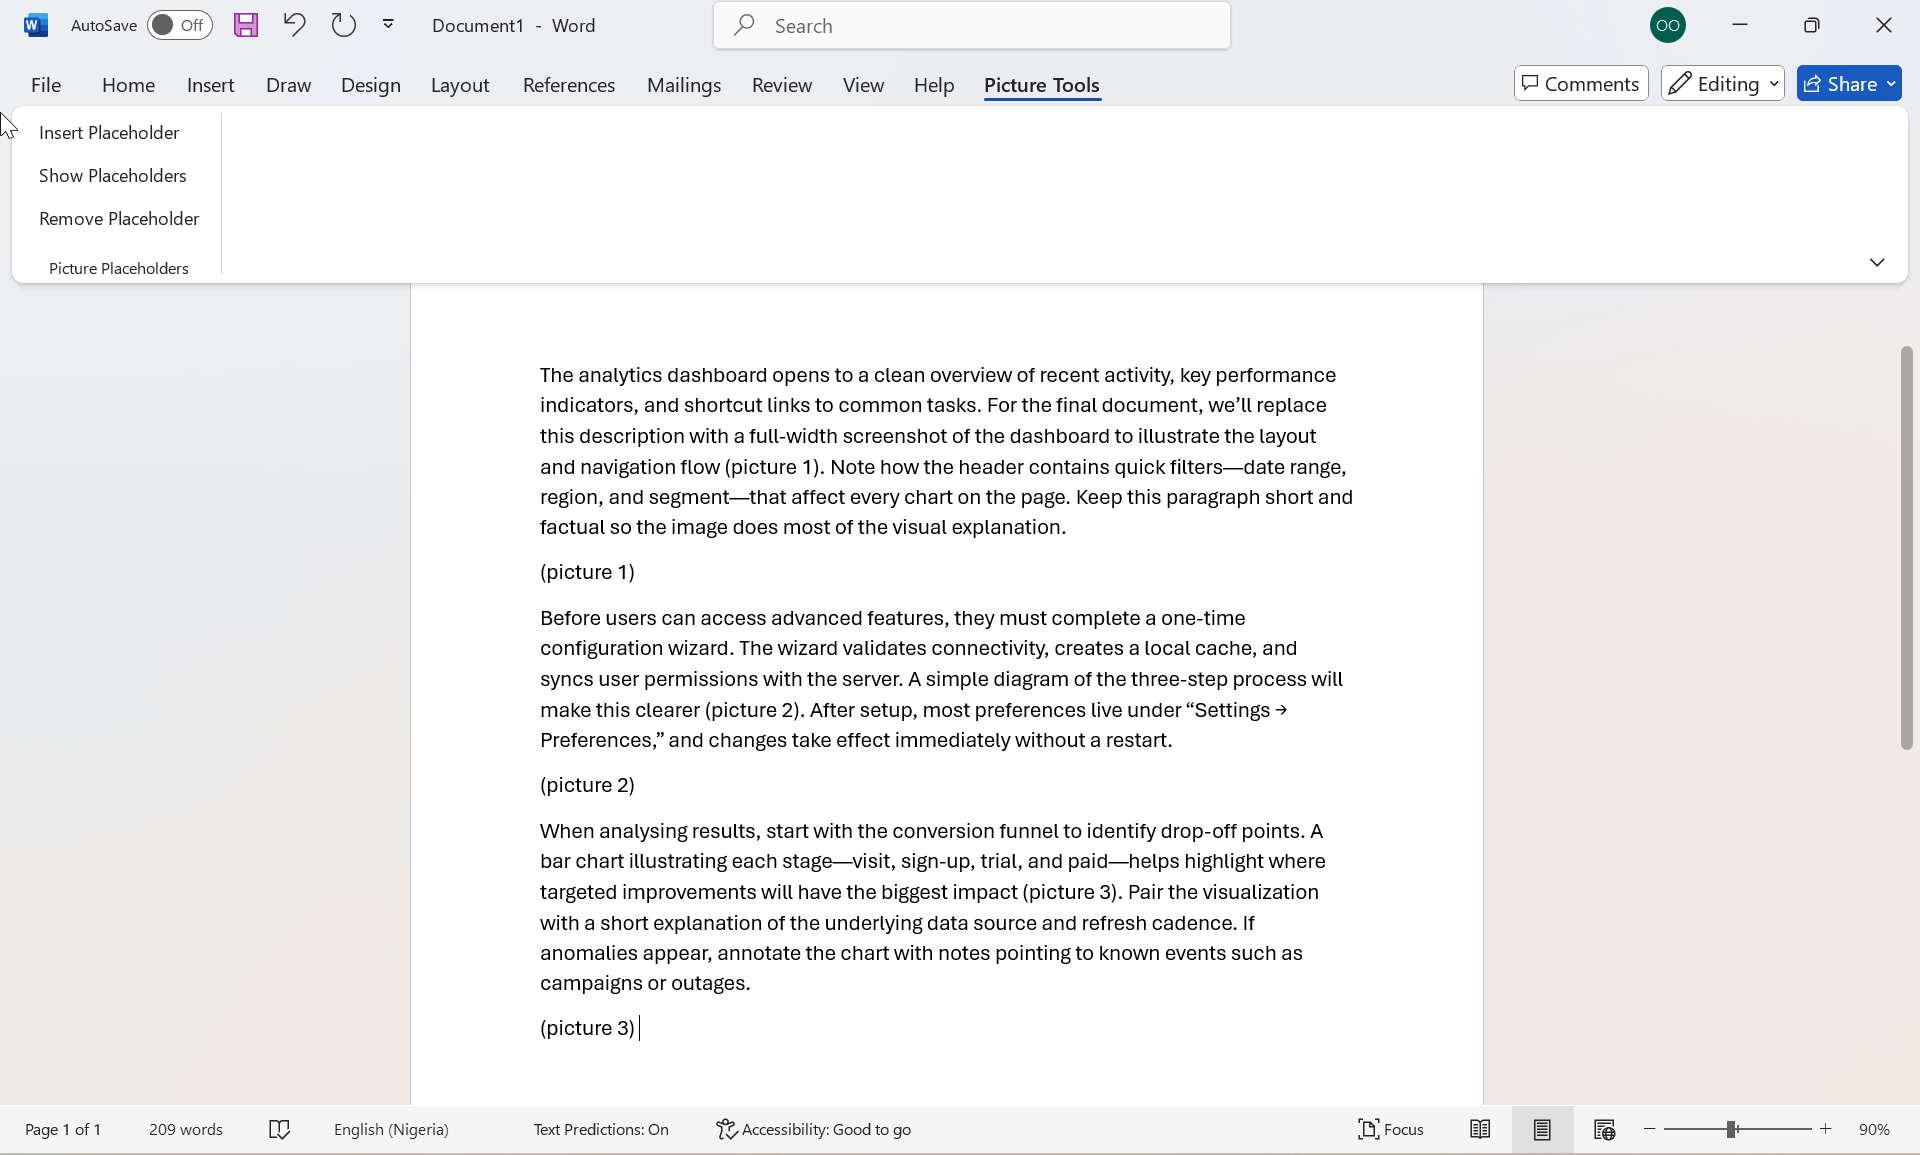 AutoSave Off Document1 - Word Search OO
File Home Insert Draw Design Layout References Mailings Review View Help Picture Tools Comments Editing Share
Insert Placeholder
Show Placeholders
Remove Placeholder
Picture Placeholders
The analytics dashboard opens to a clean overview of recent activity, key performance
indicators, and shortcut links to common tasks. For the final document, we’ll replace
this description with a full-width screenshot of the dashboard to illustrate the layout
and navigation flow (picture 1). Note how the header contains quick filters—date range,
region, and segment—that affect every chart on the page. Keep this paragraph short and
factual so the image does most of the visual explanation.
(picture 1)
Before users can access advanced features, they must complete a one-time
configuration wizard. The wizard validates connectivity, creates a local cache, and
syncs user permissions with the server. A simple diagram of the three-step process will
make this clearer (picture 2). After setup, most preferences live under “Settings →
Preferences,” and changes take effect immediately without a restart.
(picture 2)
When analysing results, start with the conversion funnel to identify drop-off points. A
bar chart illustrating each stage—visit, sign-up, trial, and paid—helps highlight where
targeted improvements will have the biggest impact (picture 3). Pair the visualization
with a short explanation of the underlying data source and refresh cadence. If
anomalies appear, annotate the chart with notes pointing to known events such as
campaigns or outages.
(picture 3)
Page 1 of 1 209 words English (Nigeria) Text Predictions: On Accessibility: Good to go Focus 90%